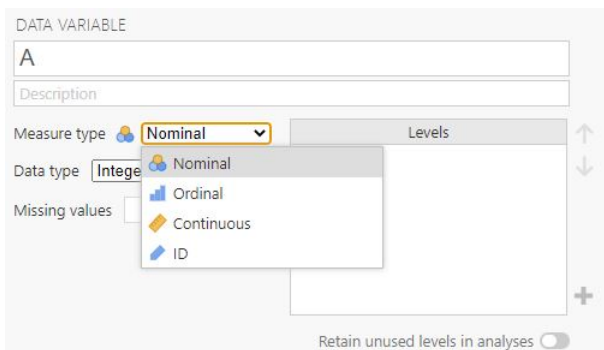 DATA VARIABLE
A
Description
Measure type Nominal Levels
Nominal
Data type
Ordinal
Missing values Continuous
ID
Retain unused levels in analyses